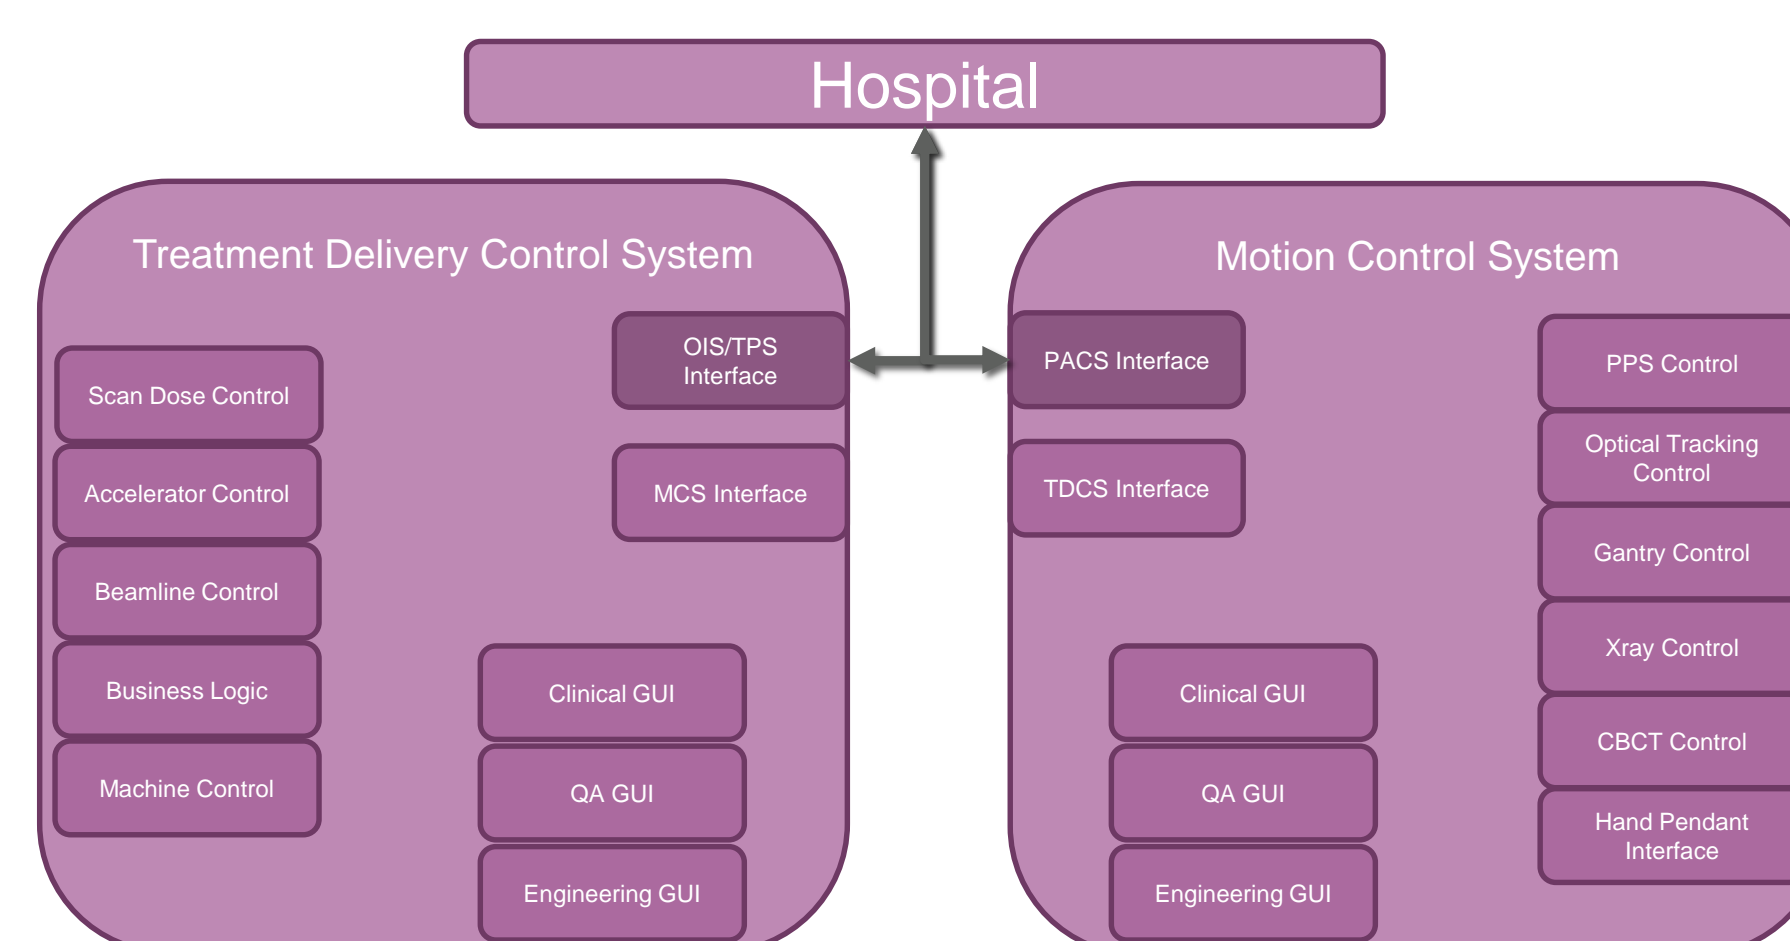 Hospital
Treatment Delivery Control System
OIS/TPS
Interface
Scan Dose Control
Accelerator Control
MCS Interface
Beamline Control
Business Logic
Machine Control
Clinical GUI
QA GUI
Engineering GUI
Motion Control System
PACS Interface
TDCS Interface
PPS Control
Optical Tracking
Control
Gantry Control
Xray Control
CBCT Control
Hand Pendant
Interface
Clinical GUI
QA GUI
Engineering GUI